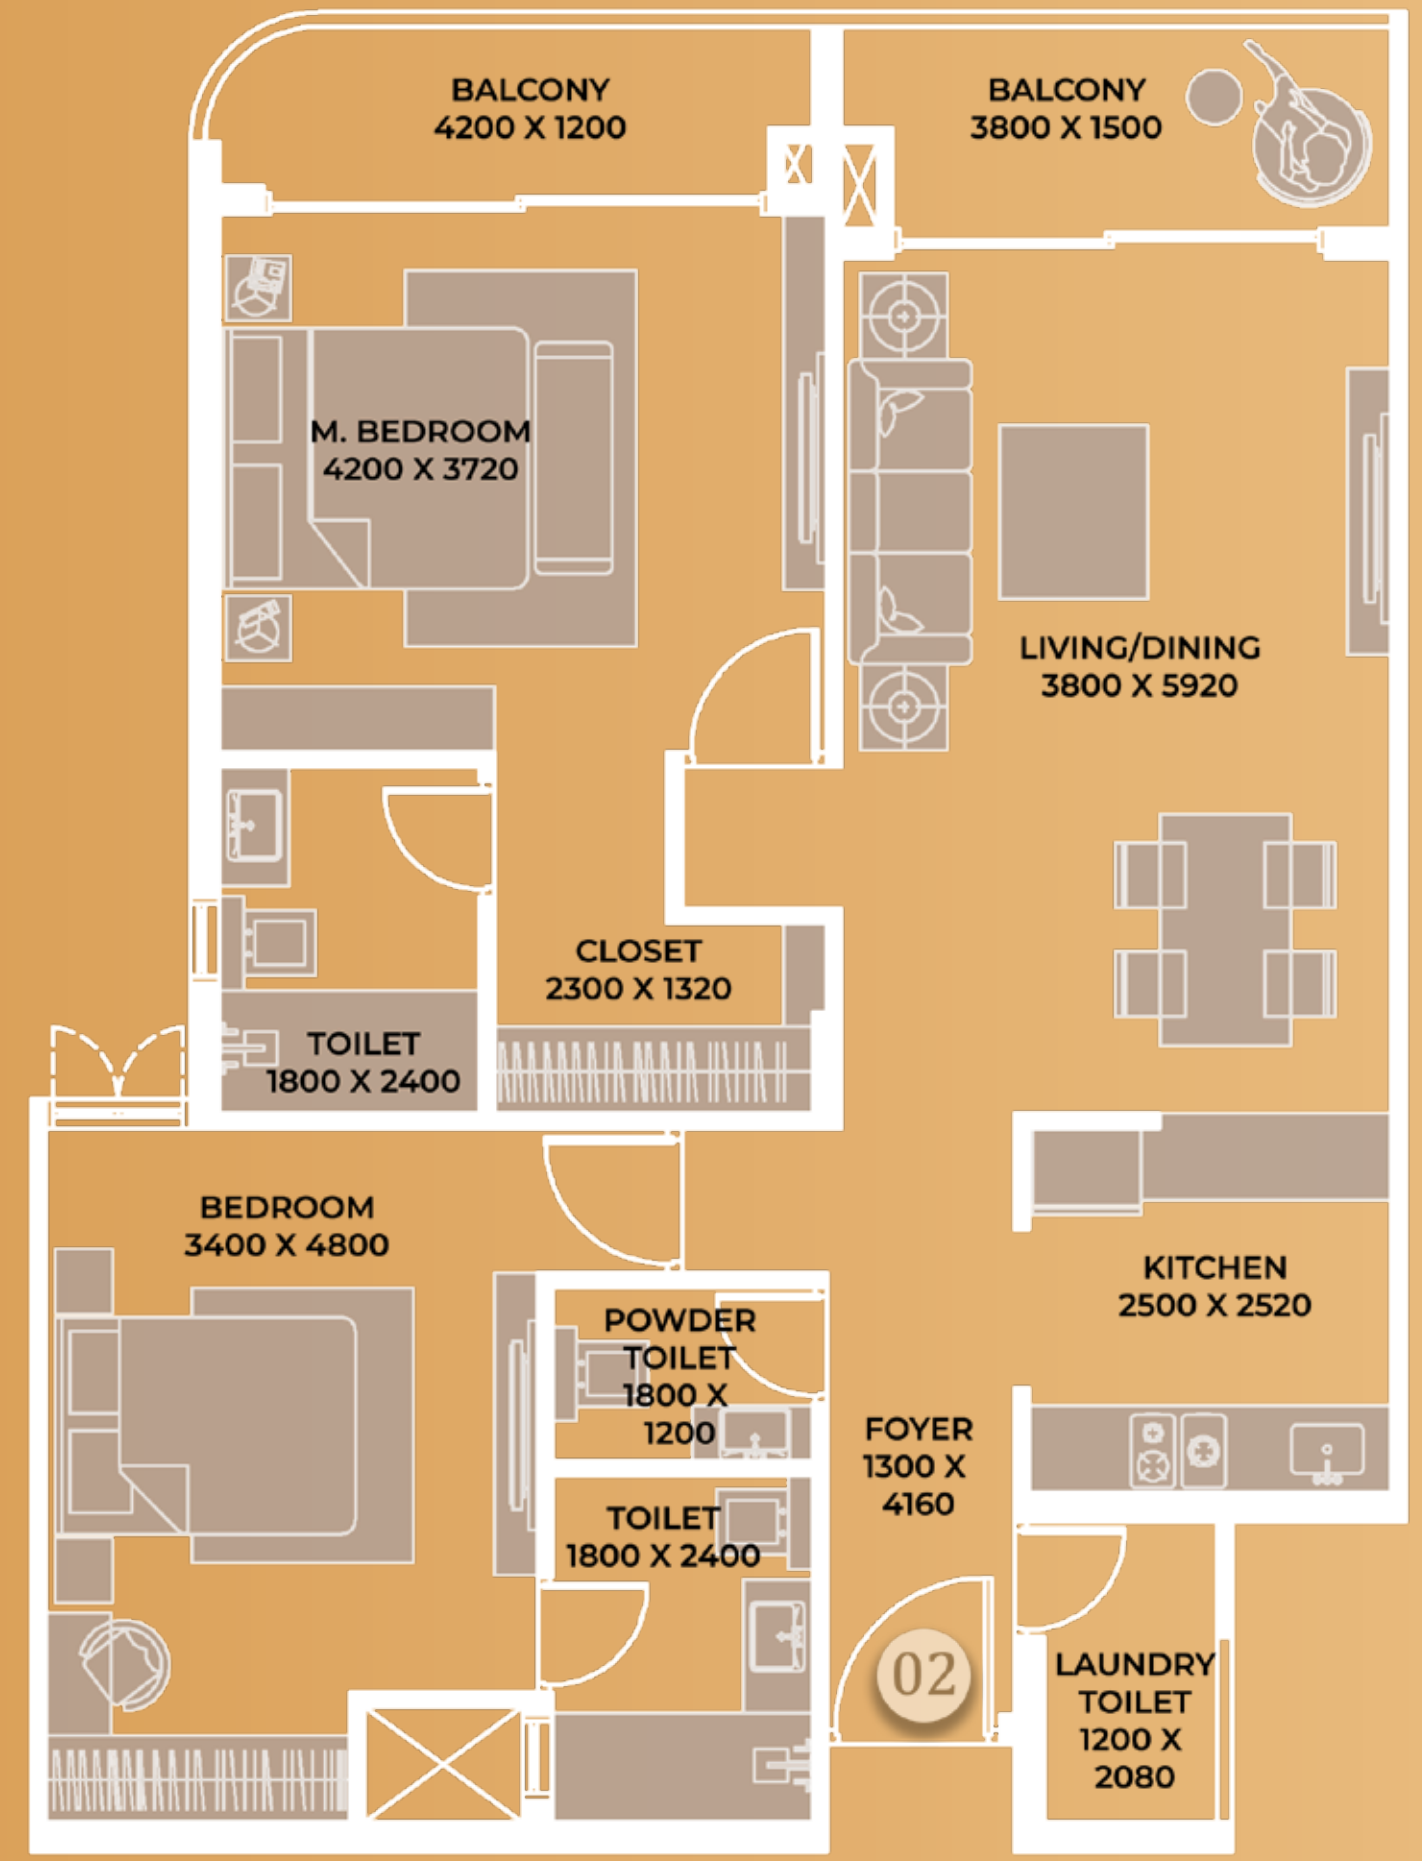 BALCONY
4200 X 1200
BALCONY
3800 X 1500
M. BEDROOM
4200 X 3720
LIVING/DINING
3800 X 5920
CLOSET
2300 X 1320
TOILET
1800 X 2400
BEDROOM
3400 X 4800
KITCHEN
2500 X 2520
POWDER
TOILET
1800 X
1200
FOYER
1300 X
4160
TOILET
1800 X 2400
02
LAUNDRY
TOILET
1200 X
2080